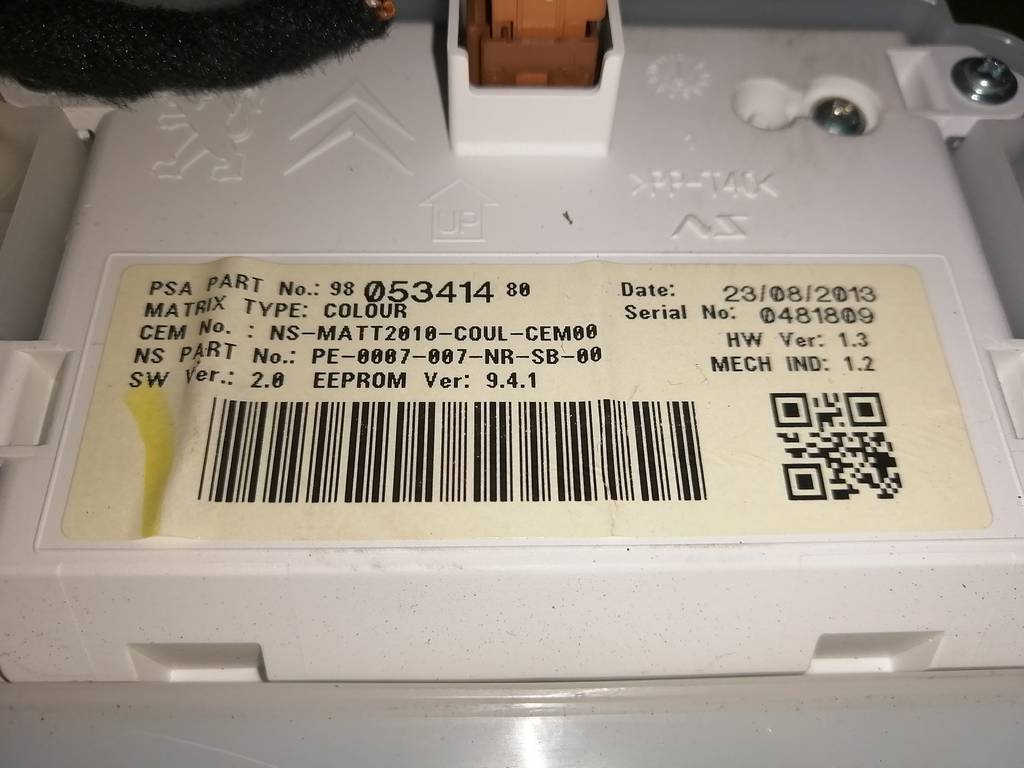 UP
>PP-T40<
NS
PSA PART No.: 98 053414 80
MATRIX TYPE: COLOUR
CEM No. : NS-MATT2010-COUL-CEM00
NS PART No.: PE-0007-007-NR-SB-00
SW Ver.: 2.0 EEPROM Ver: 9.4.1
Date: 23/08/2013
Serial No: 0481809
HW Ver: 1.3
MECH IND: 1.2